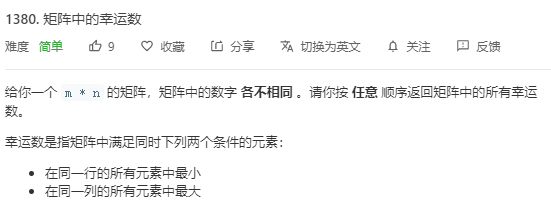 1380. 矩阵中的幸运数
难度 简单 9 收藏 分享 切换为英文 关注 反馈
给你一个 m * n 的矩阵，矩阵中的数字 各不相同 。请你按 任意 顺序返回矩阵中的所有幸运
数。
幸运数是指矩阵中满足同时下列两个条件的元素：
在同一行的所有元素中最小
在同一列的所有元素中最大